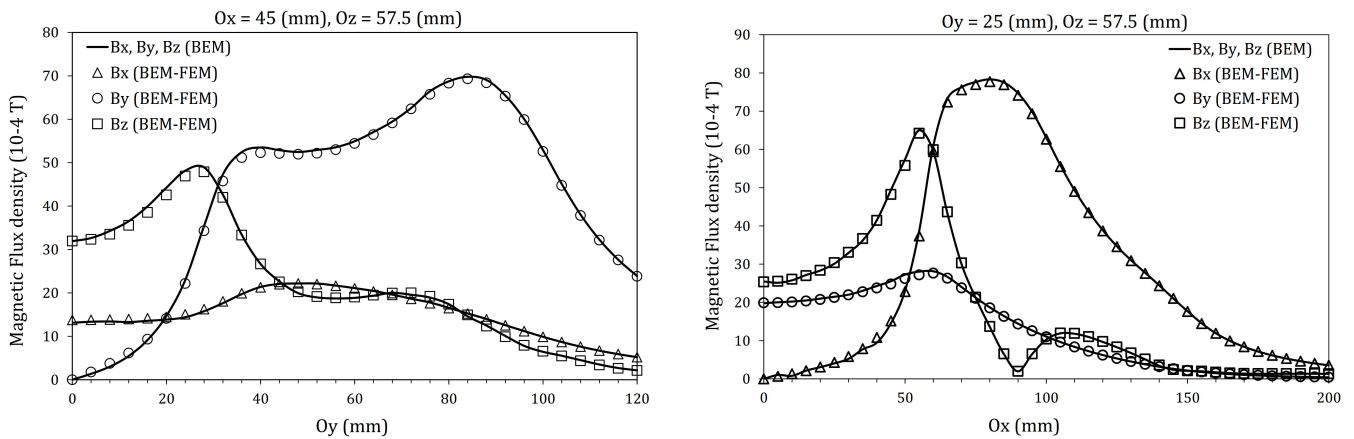 Ox = 45 (mm), Oz = 57.5 (mm)
80
70
60
50
40
30
20
10
0
Magnetic Flux density (10-4 T)
Bx, By, Bz (BEM)
Bx (BEM-FEM)
By (BEM-FEM)
Bz (BEM-FEM)
0
20
40
60
80
100
120
Oy (mm)
Oy = 25 (mm), Oz = 57.5 (mm)
90
80
70
60
50
40
30
20
10
0
Magnetic Flux density (10-4 T)
Bx, By, Bz (BEM)
Bx (BEM-FEM)
By (BEM-FEM)
Bz (BEM-FEM)
0
50
100
150
200
Ox (mm)